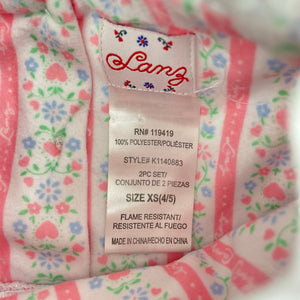 Lanz
RN# 119419
100% POLYESTER/POLIÉSTER
STYLE# K1140883
2PC SET/
CONJUNTO DE 2 PIEZAS
SIZE XS(4/5)
FLAME RESISTANT/
RESISTENTE AL FUEGO
MADE IN CHINA/HECHO EN CHINA